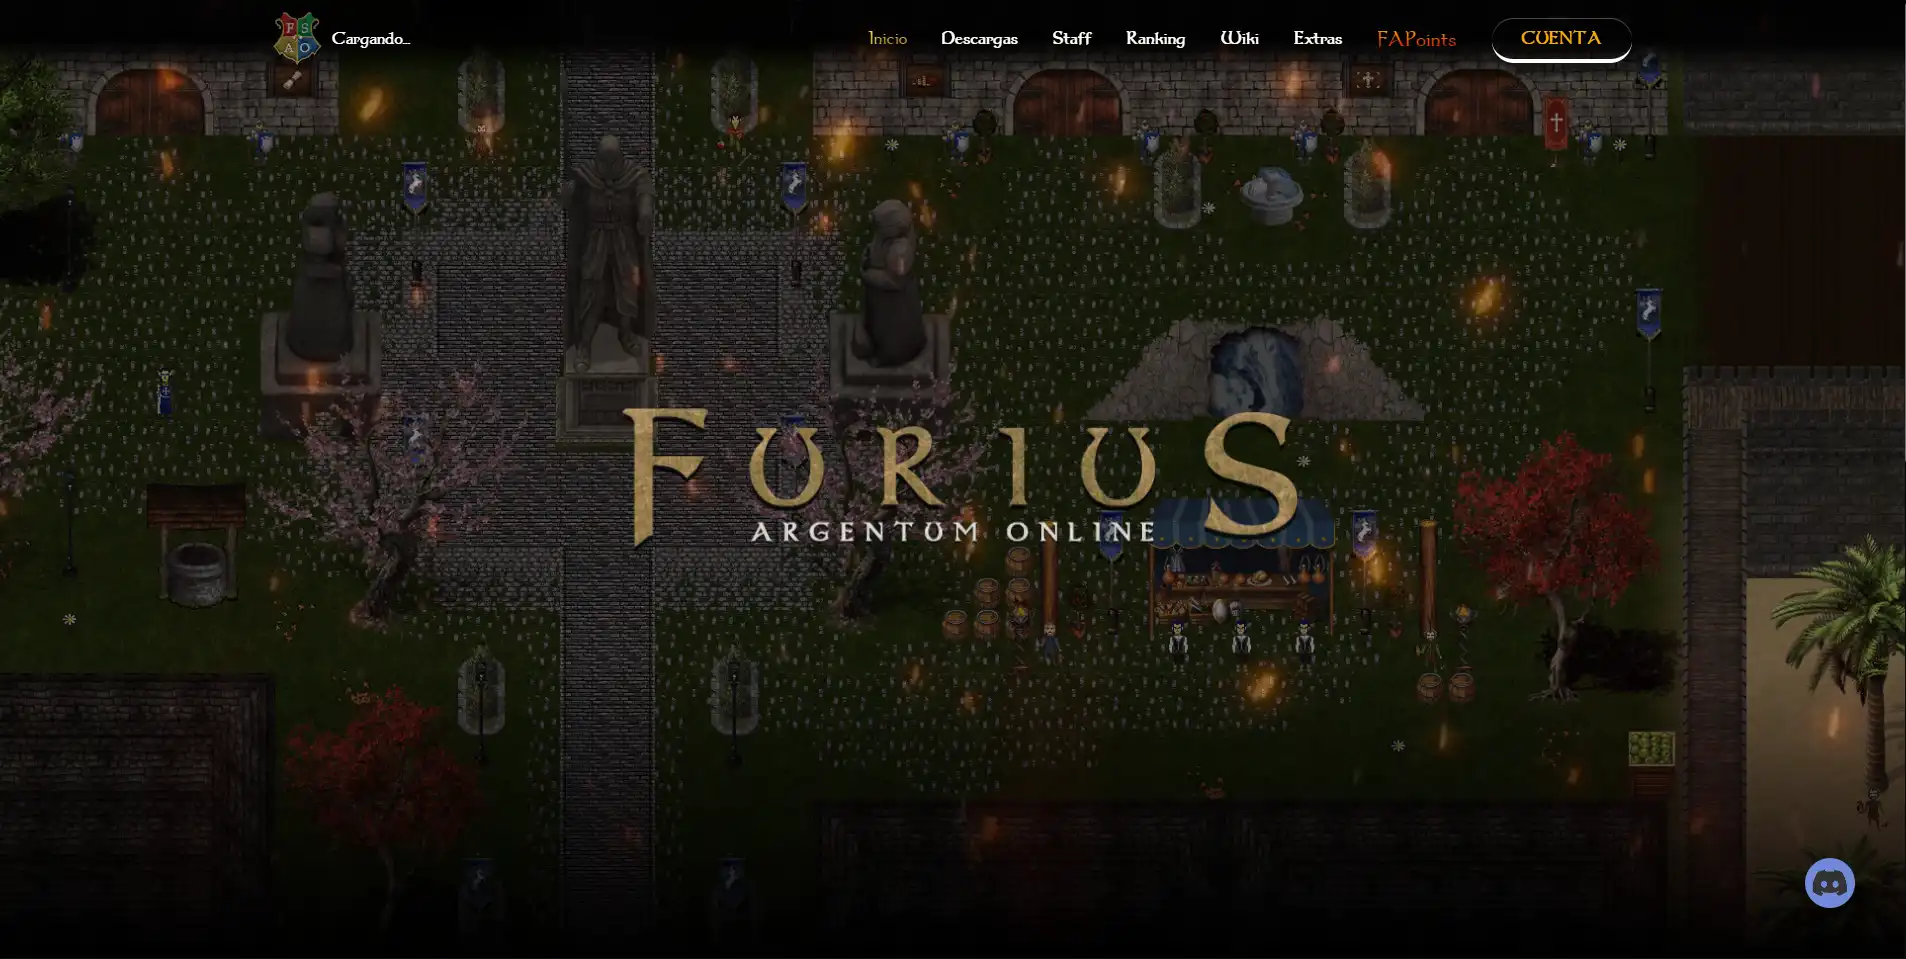 F S
A O
Cargando...
Inicio Descargas Staff Ranking Wiki Extras FAPoints CUENTA
FURIUS
ARGENTUM ONLINE